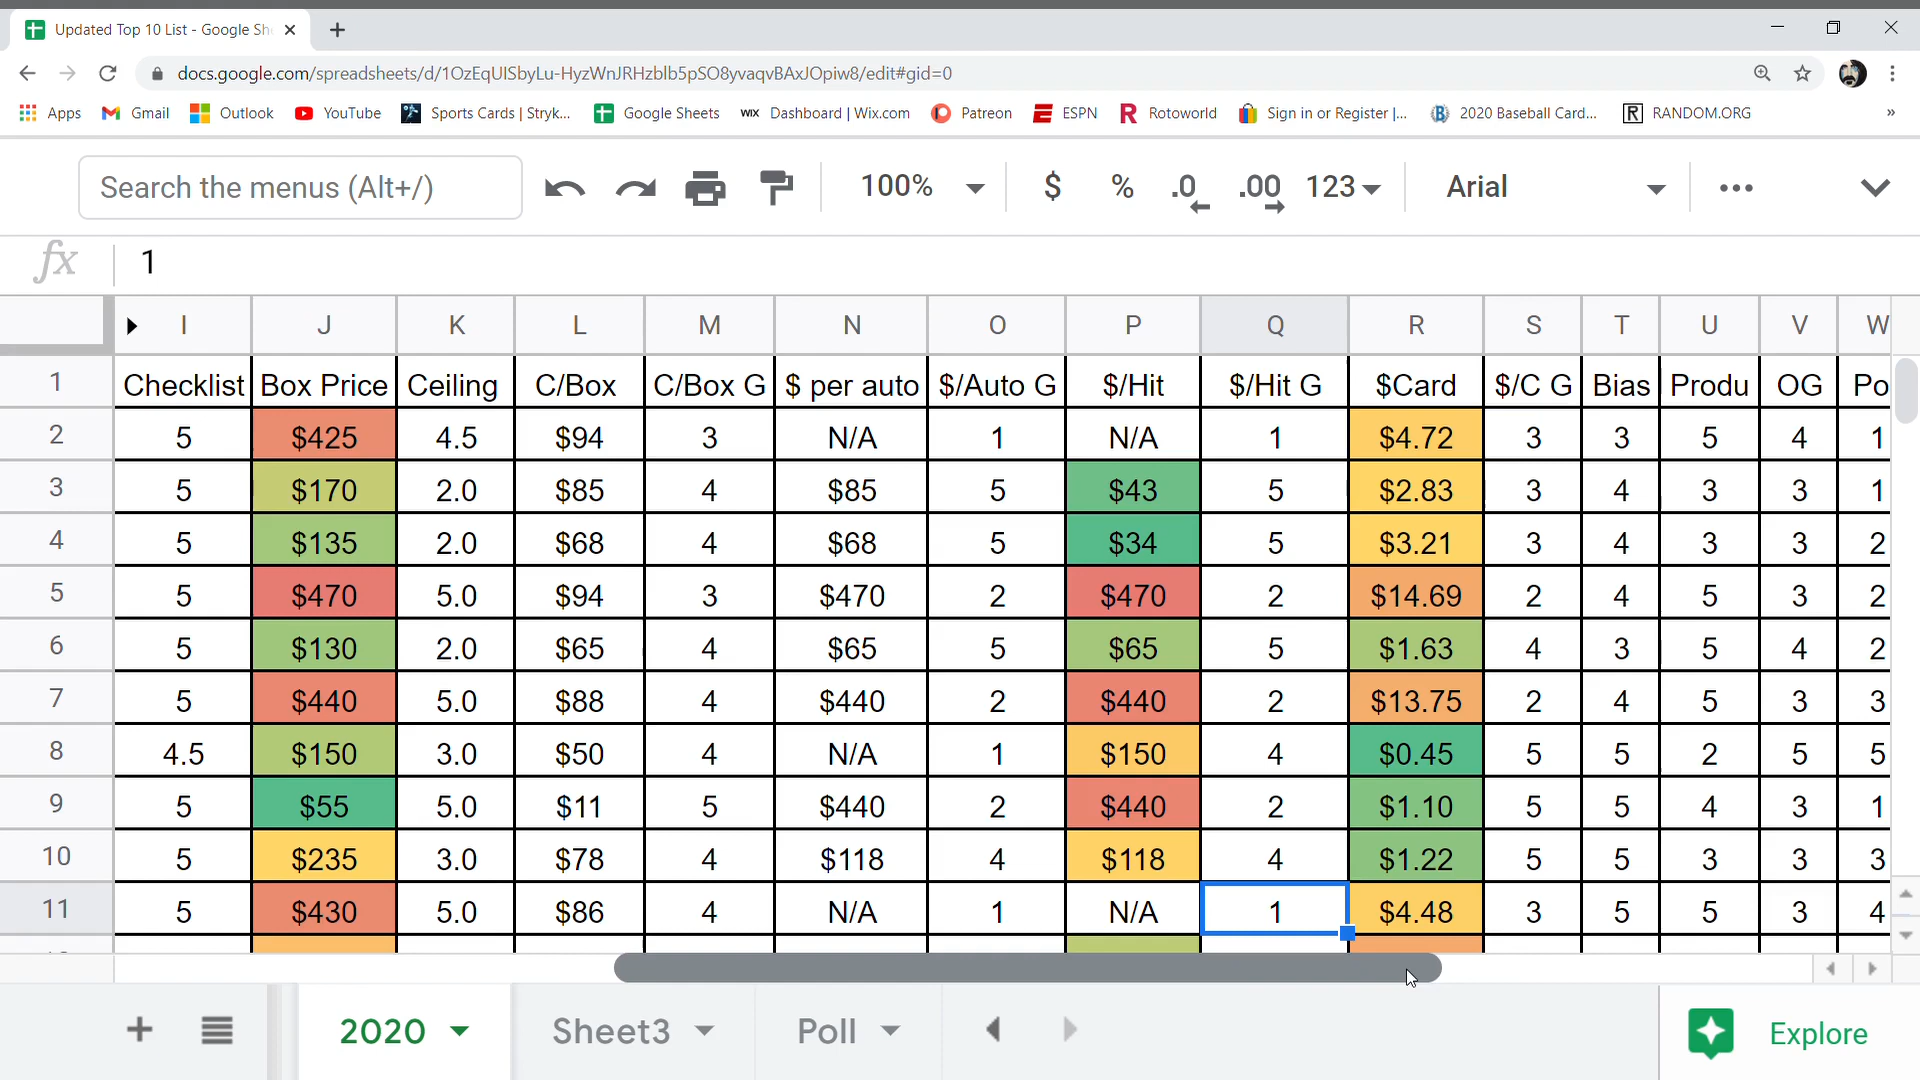 Updated Top 10 List - Google Sh
docs.google.com/spreadsheets/d/1OzEqUISbyLu-HyzWnJRHzblb5pSO8yvaqvBAxJOpiw8/edit#gid=0
Apps Gmail Outlook YouTube Sports Cards | Stryk... Google Sheets WIX Dashboard | Wix.com Patreon ESPN R Rotoworld Sign in or Register |... B 2020 Baseball Card... R RANDOM.ORG »
Search the menus (Alt+/) 100% $ % .0 .00 123 Arial
fx 1
I J K L M N O P Q R S T U V W
1 Checklist Box Price Ceiling C/Box C/Box G $ per auto $/Auto G $/Hit $/Hit G $Card $/C G Bias Produ OG Po
2 5 $425 4.5 $94 3 N/A 1 N/A 1 $4.72 3 3 5 4 1
3 5 $170 2.0 $85 4 $85 5 $43 5 $2.83 3 4 3 3 1
4 5 $135 2.0 $68 4 $68 5 $34 5 $3.21 3 4 3 3 2
5 5 $470 5.0 $94 3 $470 2 $470 2 $14.69 2 4 5 3 2
6 5 $130 2.0 $65 4 $65 5 $65 5 $1.63 4 3 5 4 2
7 5 $440 5.0 $88 4 $440 2 $440 2 $13.75 2 4 5 3 3
8 4.5 $150 3.0 $50 4 N/A 1 $150 4 $0.45 5 5 2 5 5
9 5 $55 5.0 $11 5 $440 2 $440 2 $1.10 5 5 4 3 1
10 5 $235 3.0 $78 4 $118 4 $118 4 $1.22 5 5 3 3 3
11 5 $430 5.0 $86 4 N/A 1 N/A 1 $4.48 3 5 5 3 4
2020 Sheet3 Poll Explore